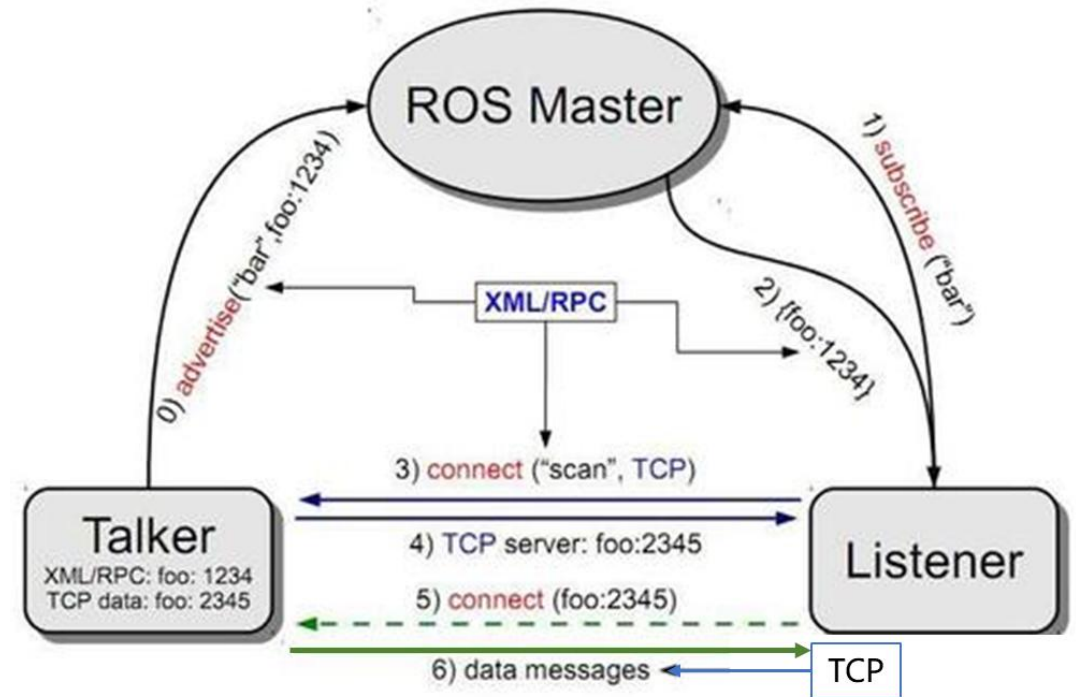 ROS Master
0) advertise(“bar”,foo:1234)
1) subscribe (“bar”)
XML/RPC
2) {foo:1234}
3) connect (“scan”, TCP)
4) TCP server: foo:2345
Talker
XML/RPC: foo: 1234
TCP data: foo: 2345
Listener
5) connect (foo:2345)
6) data messages
TCP